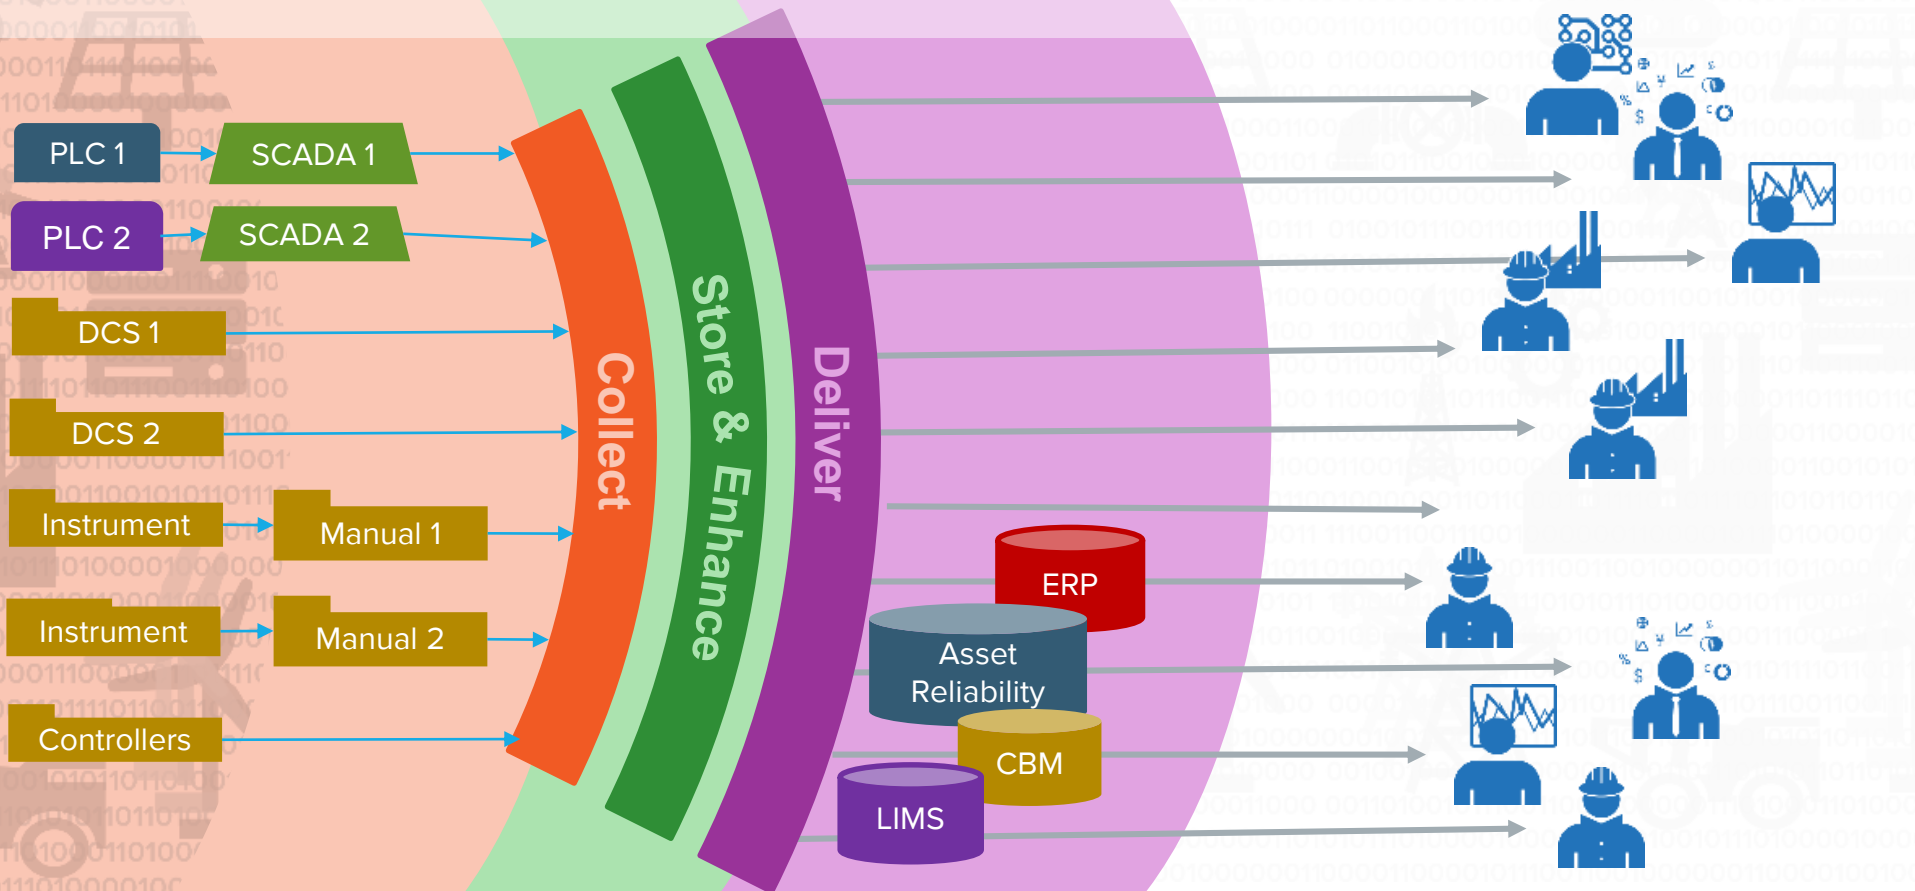 PLC 1
SCADA 1
PLC 2
SCADA 2
DCS 1
DCS 2
Instrument
Manual 1
Instrument
Manual 2
Controllers
Collect
Store & Enhance
Deliver
ERP
Asset
Reliability
CBM
LIMS